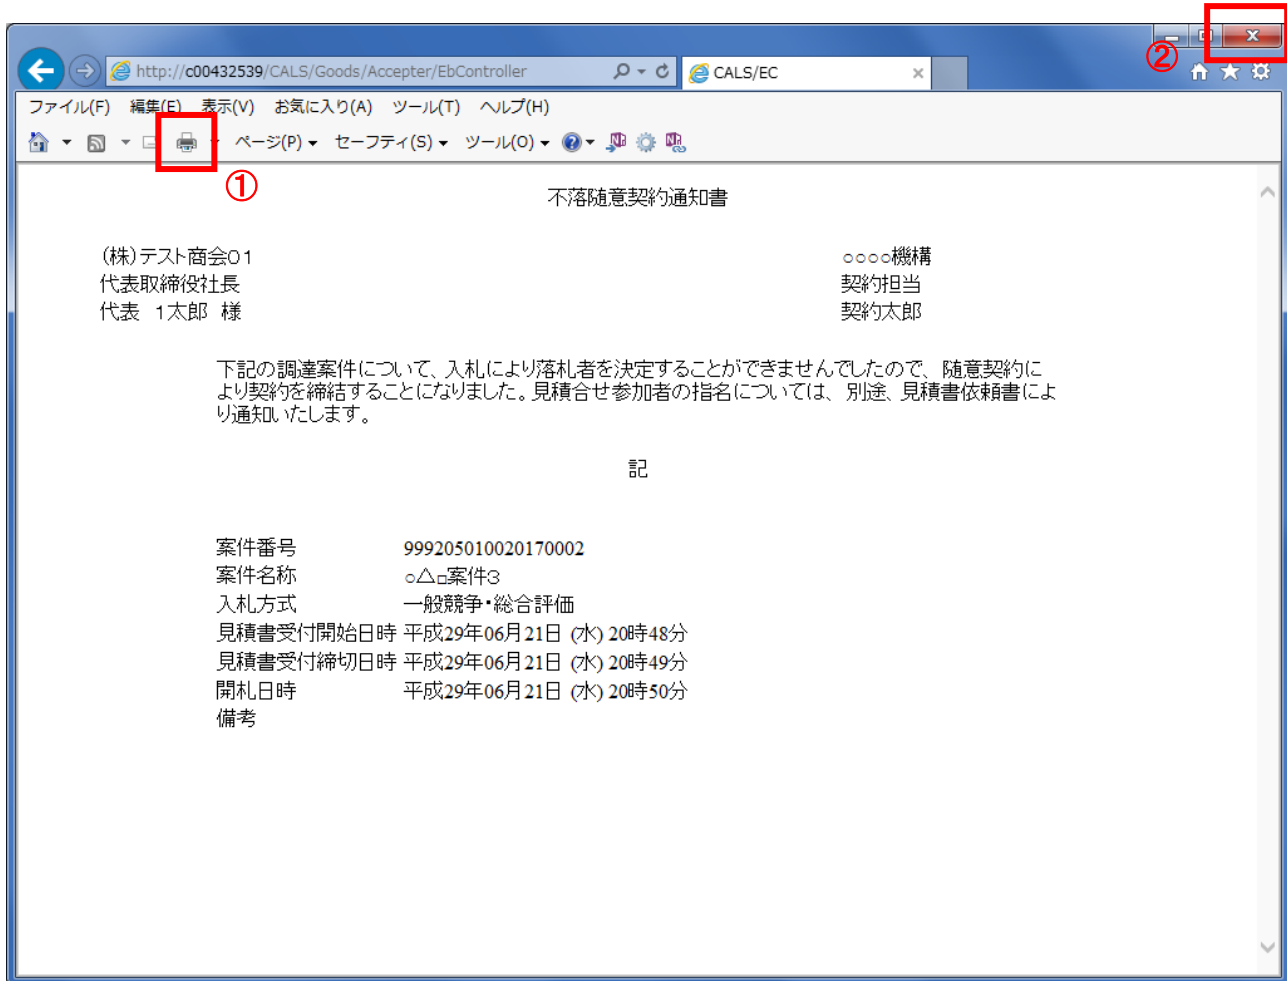 ②
http://c00432539/CALS/Goods/Accepter/EbController
CALS/EC
ファイル(F) 編集(E) 表示(V) お気に入り(A) ツール(T) ヘルプ(H)
ページ(P) セーフティ(S) ツール(O)
①
不落随意契約通知書
(株)テスト商会01
代表取締役社長
代表 1太郎 様
○○○○機構
契約担当
契約太郎
下記の調達案件について、入札により落札者を決定することができませんでしたので、随意契約に
より契約を締結することになりました。見積合せ参加者の指名については、別途、見積書依頼書によ
り通知いたします。
記
案件番号 999205010020170002
案件名称 ○△□案件3
入札方式 一般競争・総合評価
見積書受付開始日時 平成29年06月21日 (水) 20時48分
見積書受付締切日時 平成29年06月21日 (水) 20時49分
開札日時 平成29年06月21日 (水) 20時50分
備考